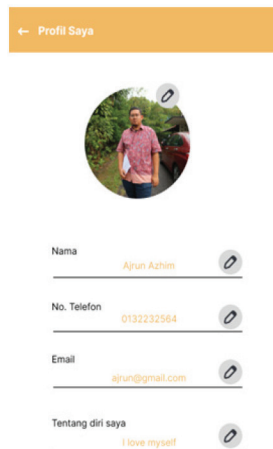 ← Profil Saya
Nama
Ajrun Azhim
No. Telefon
0132232564
Email
ajrun@gmail.com
Tentang diri saya
I love myself